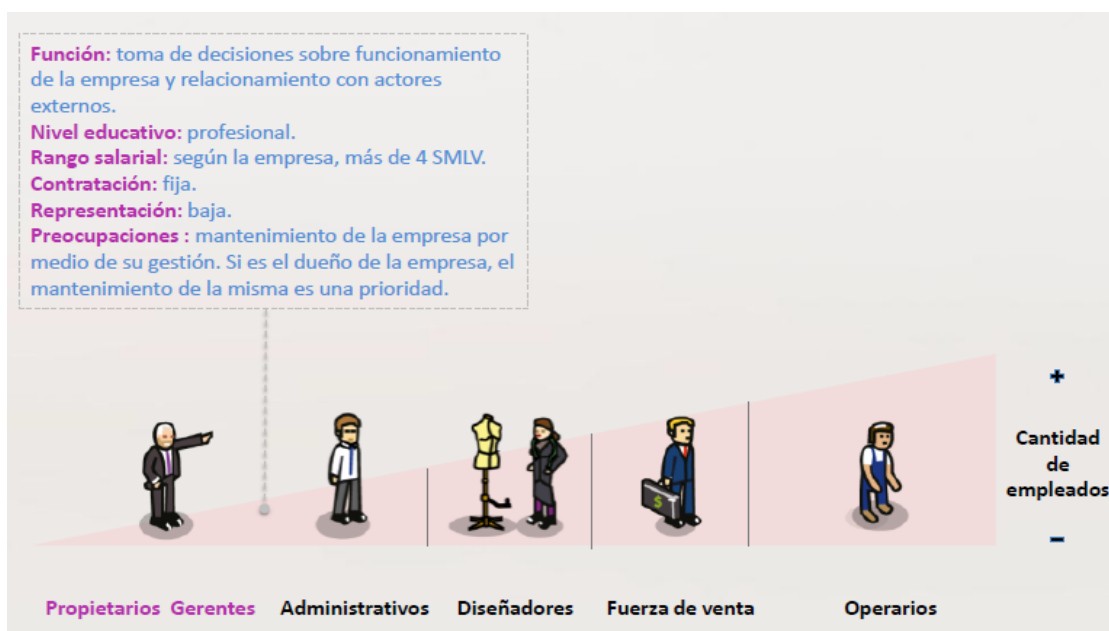 Función: toma de decisiones sobre funcionamiento
de la empresa y relacionamiento con actores
externos.
Nivel educativo: profesional.
Rango salarial: según la empresa, más de 4 SMLV.
Contratación: fija.
Representación: baja.
Preocupaciones : mantenimiento de la empresa por
medio de su gestión. Si es el dueño de la empresa, el
mantenimiento de la misma es una prioridad.
+
Cantidad
de
empleados
–
$
Propietarios Gerentes Administrativos Diseñadores Fuerza de venta Operarios